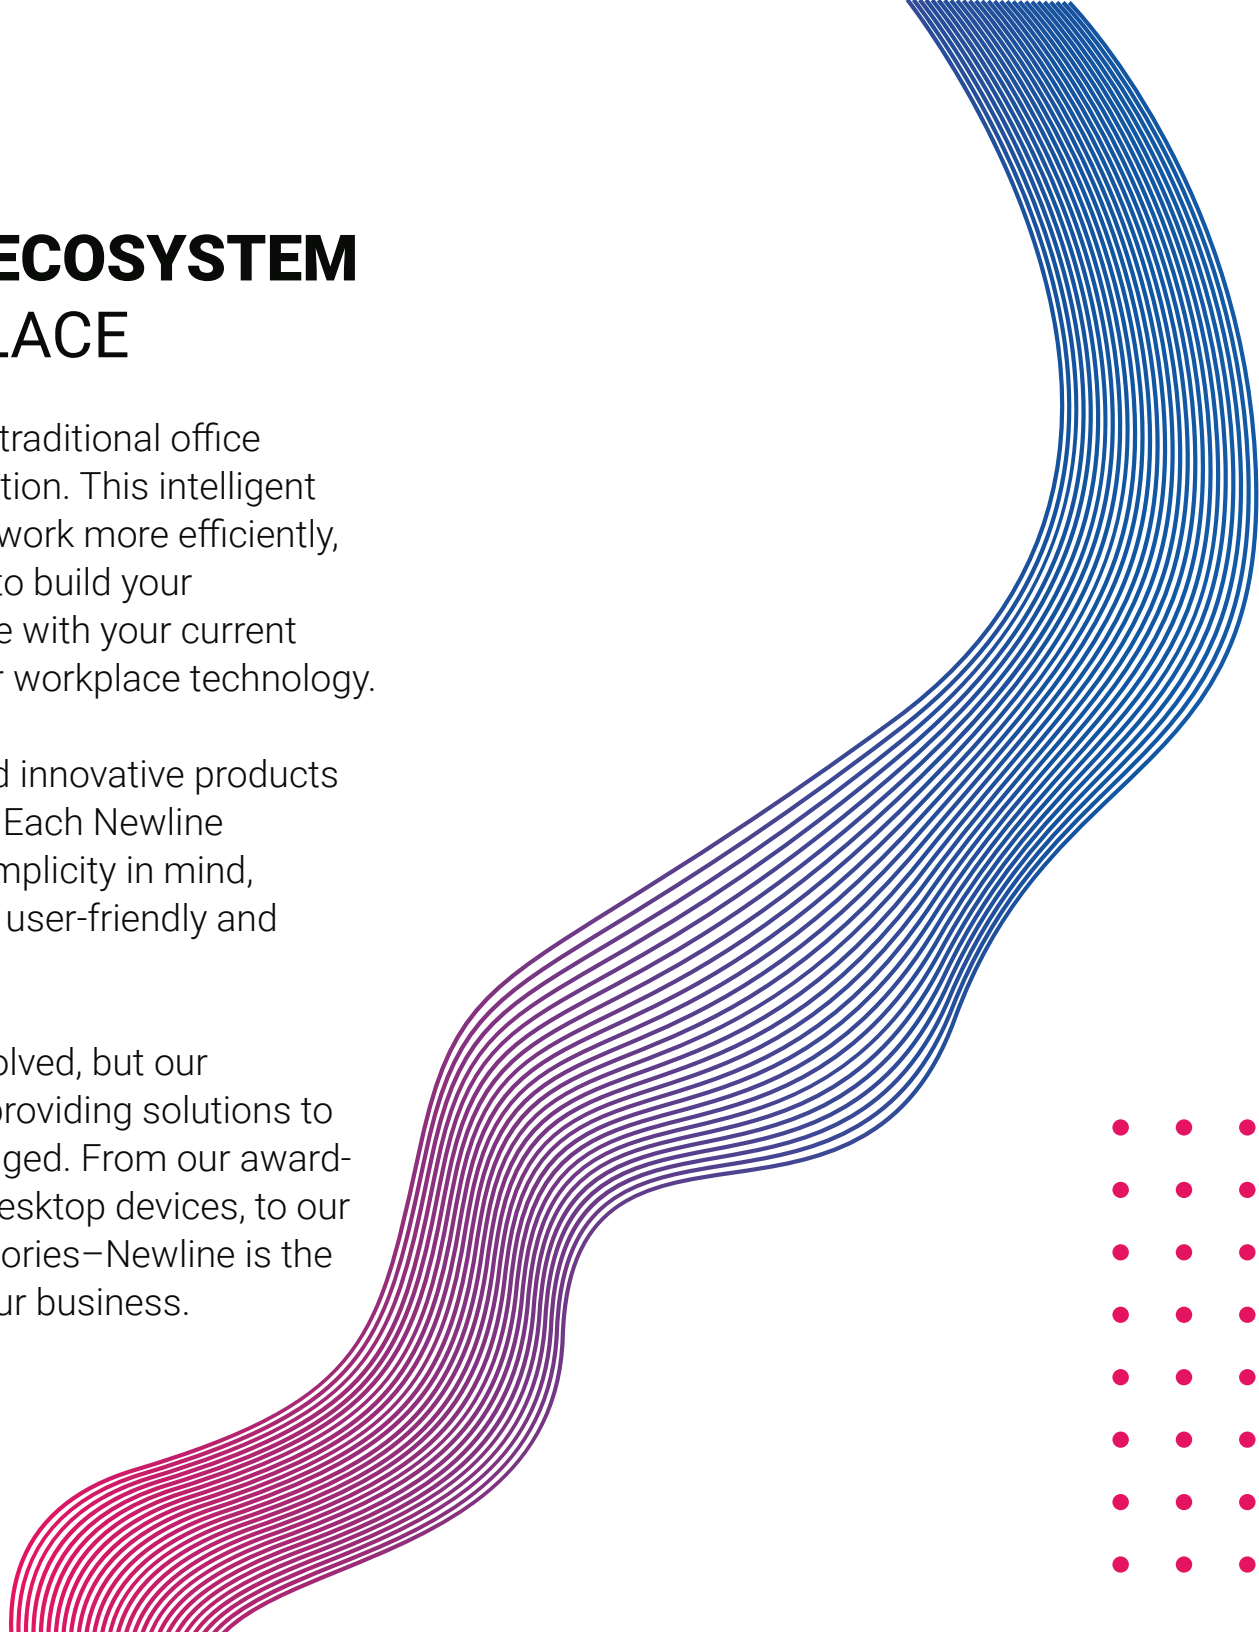 ECOSYSTEM
LACE
traditional office
tion. This intelligent
work more efficiently,
to build your
e with your current
r workplace technology.
d innovative products
Each Newline
mplicity in mind,
user-friendly and
olved, but our
providing solutions to
ged. From our award-
esktop devices, to our
ories–Newline is the
ur business.